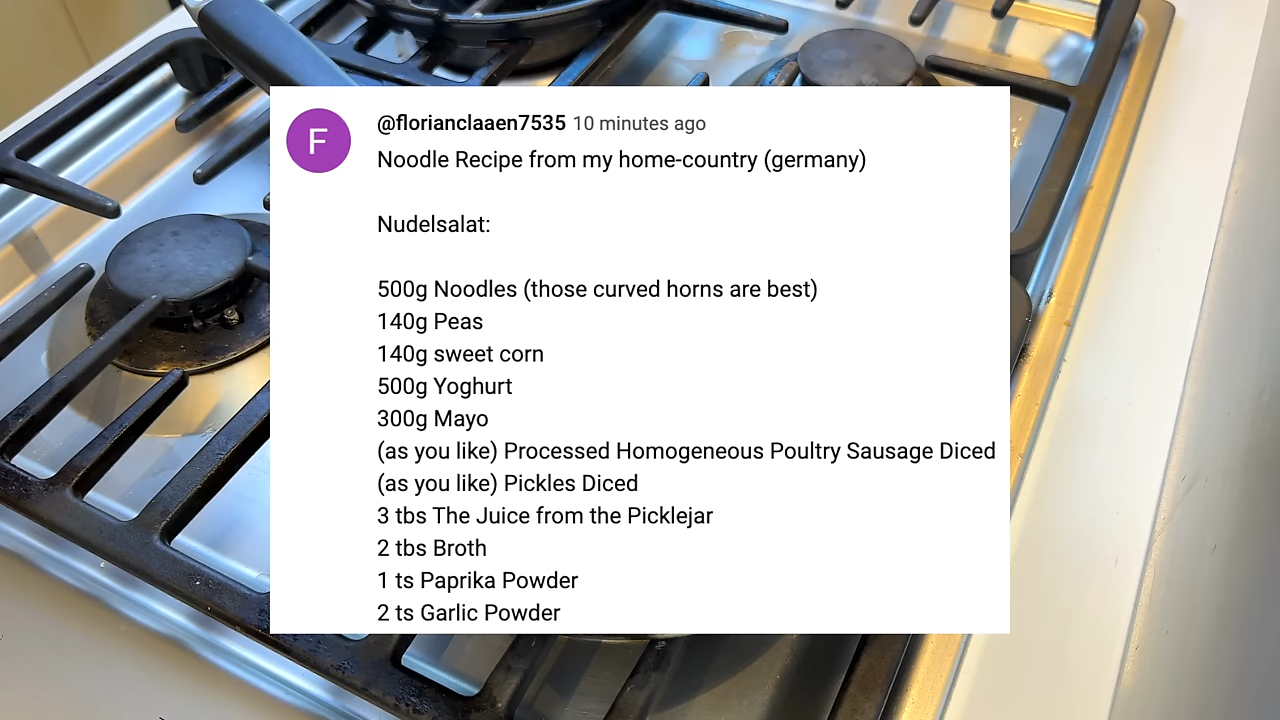 F
@florianclaaen7535 10 minutes ago
Noodle Recipe from my home-country (germany)
Nudelsalat:
500g Noodles (those curved horns are best)
140g Peas
140g sweet corn
500g Yoghurt
300g Mayo
(as you like) Processed Homogeneous Poultry Sausage Diced
(as you like) Pickles Diced
3 tbs The Juice from the Picklejar
2 tbs Broth
1 ts Paprika Powder
2 ts Garlic Powder